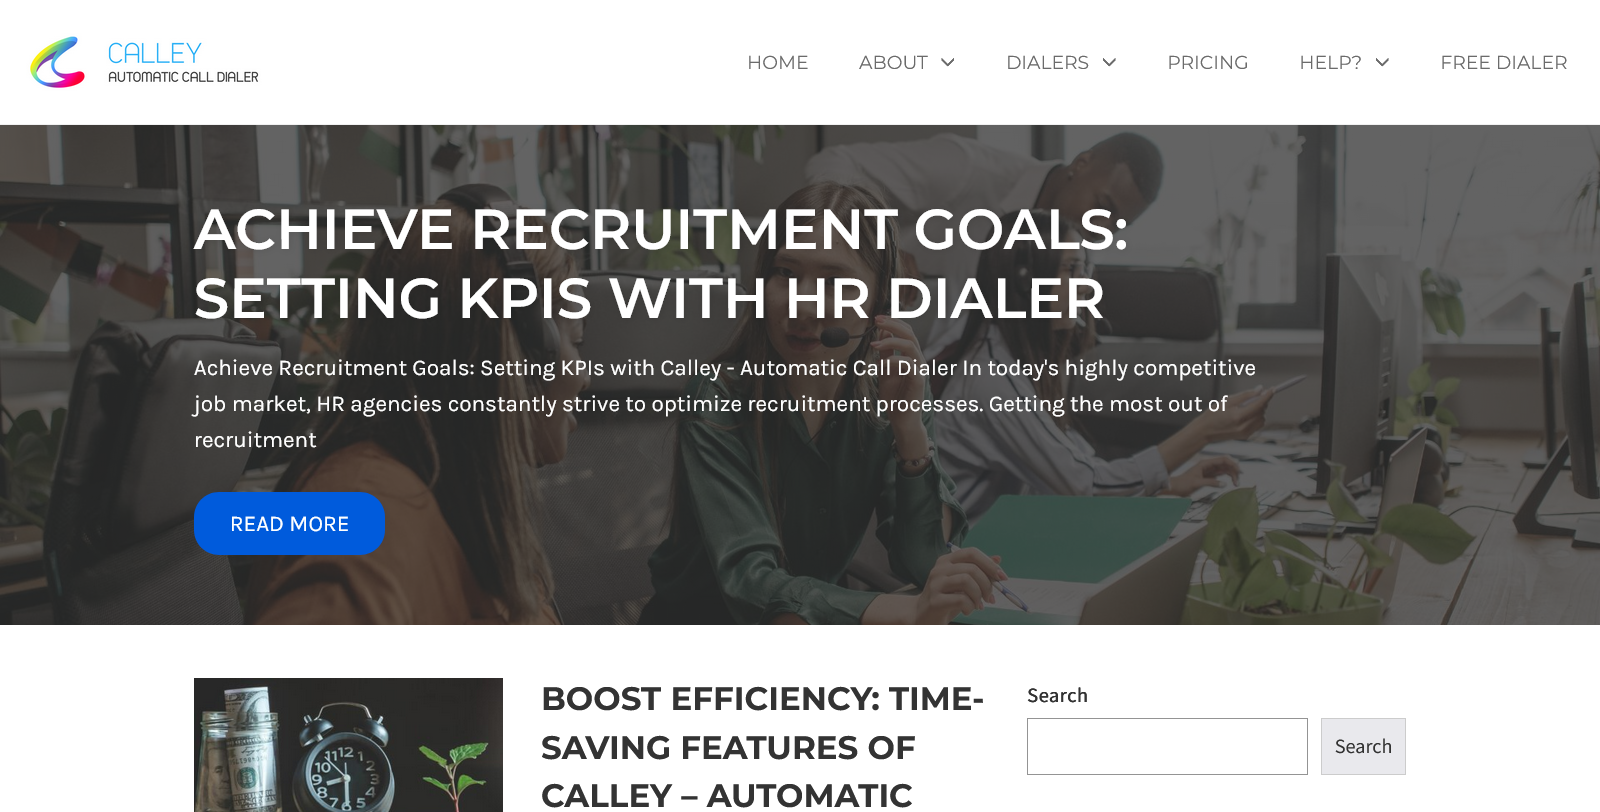 CALLEY
AUTOMATIC CALL DIALER
HOME
ABOUT
DIALERS
PRICING
HELP?
FREE DIALER
ACHIEVE RECRUITMENT GOALS:
SETTING KPIS WITH HR DIALER
Achieve Recruitment Goals: Setting KPIs with Calley - Automatic Call Dialer In today's highly competitive
job market, HR agencies constantly strive to optimize recruitment processes. Getting the most out of
recruitment
READ MORE
BOOST EFFICIENCY: TIME-
SAVING FEATURES OF
CALLEY – AUTOMATIC
Search
Search